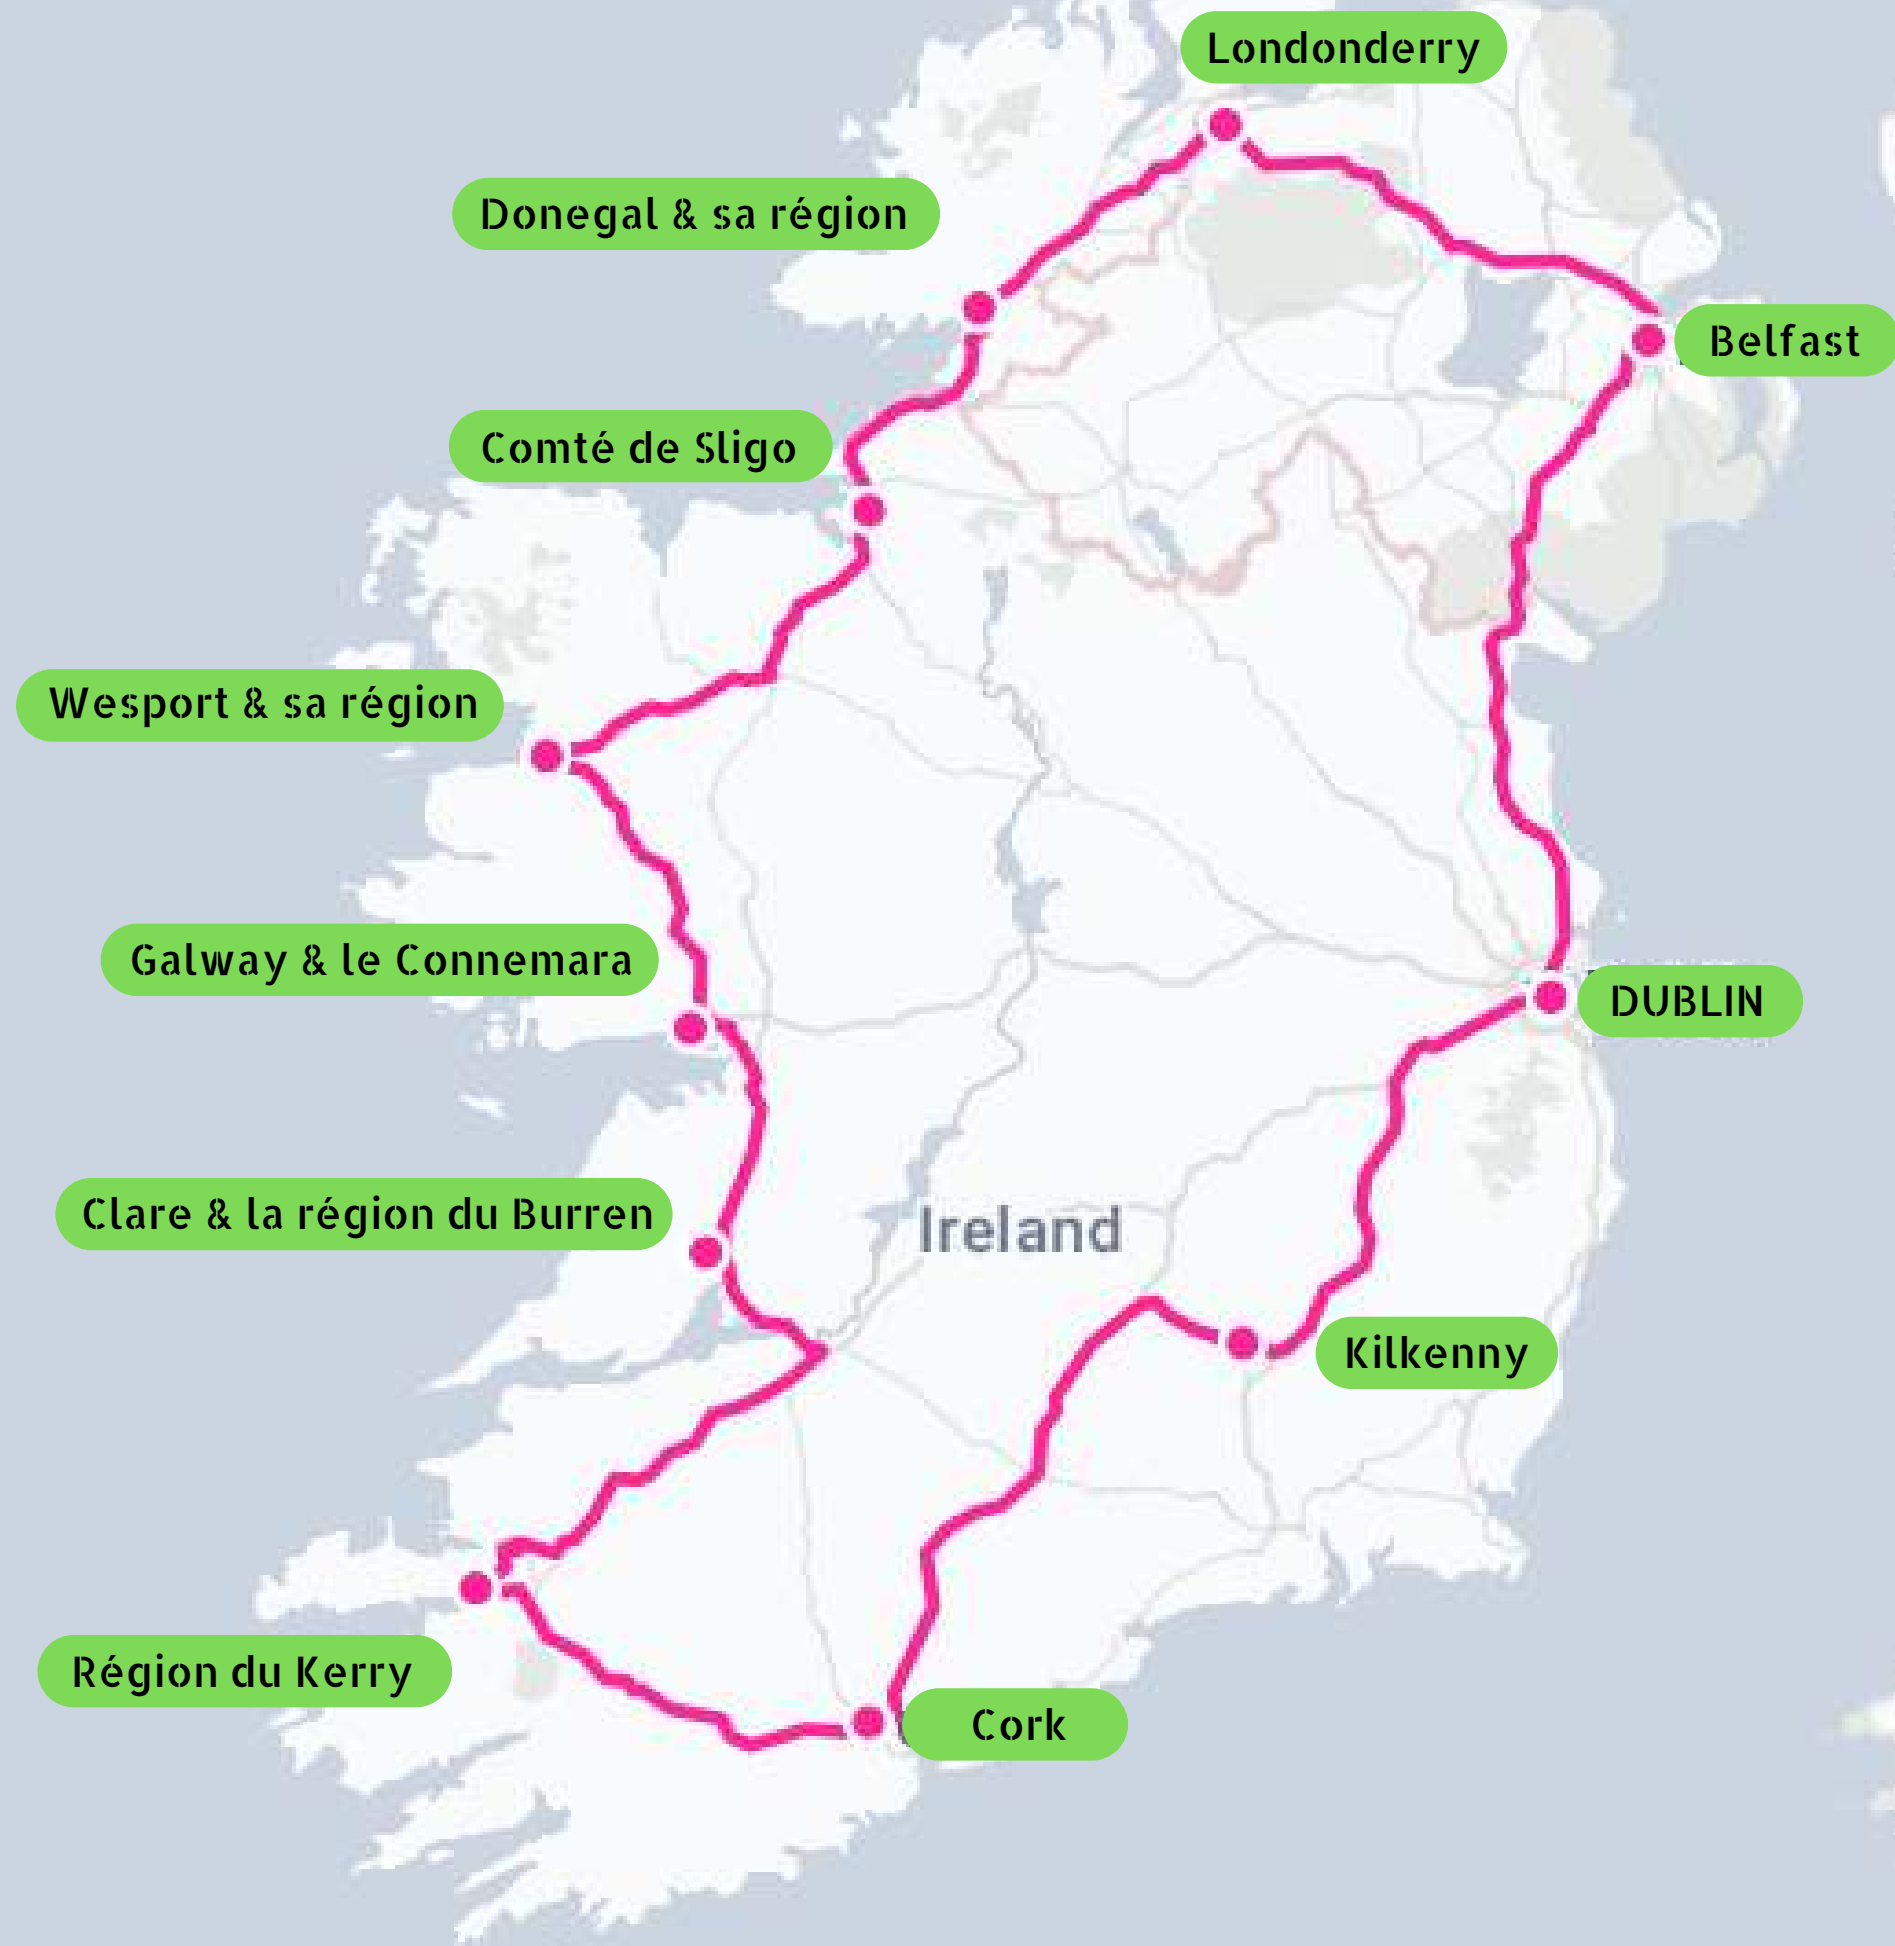 Londonderry
Donegal & sa région
Belfast
Comté de Sligo
Wesport & sa région
Galway & le Connemara
DUBLIN
Clare & la région du Burren
Ireland
Kilkenny
Région du Kerry
Cork